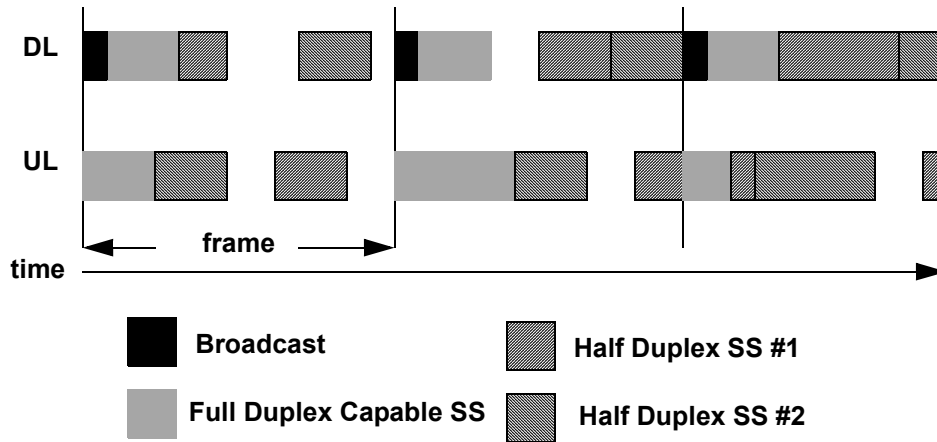 DL
UL
frame
time
Broadcast
Half Duplex SS #1
Full Duplex Capable SS
Half Duplex SS #2